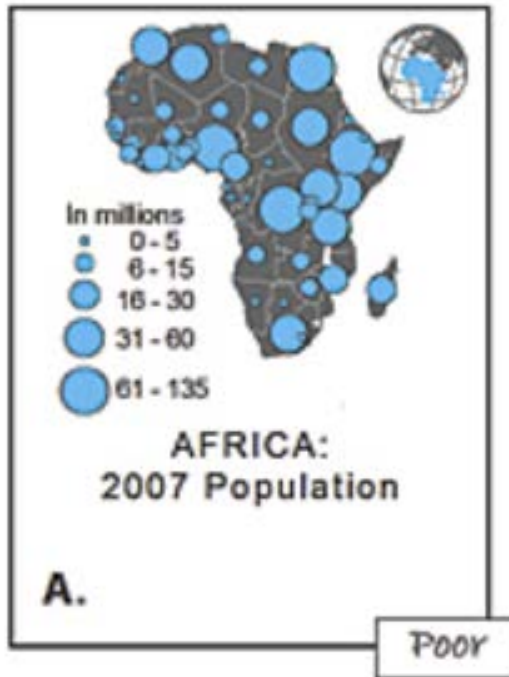 In millions
0 - 5
6 - 15
16 - 30
31 - 60
61 - 135
AFRICA:
2007 Population
A.
Poor